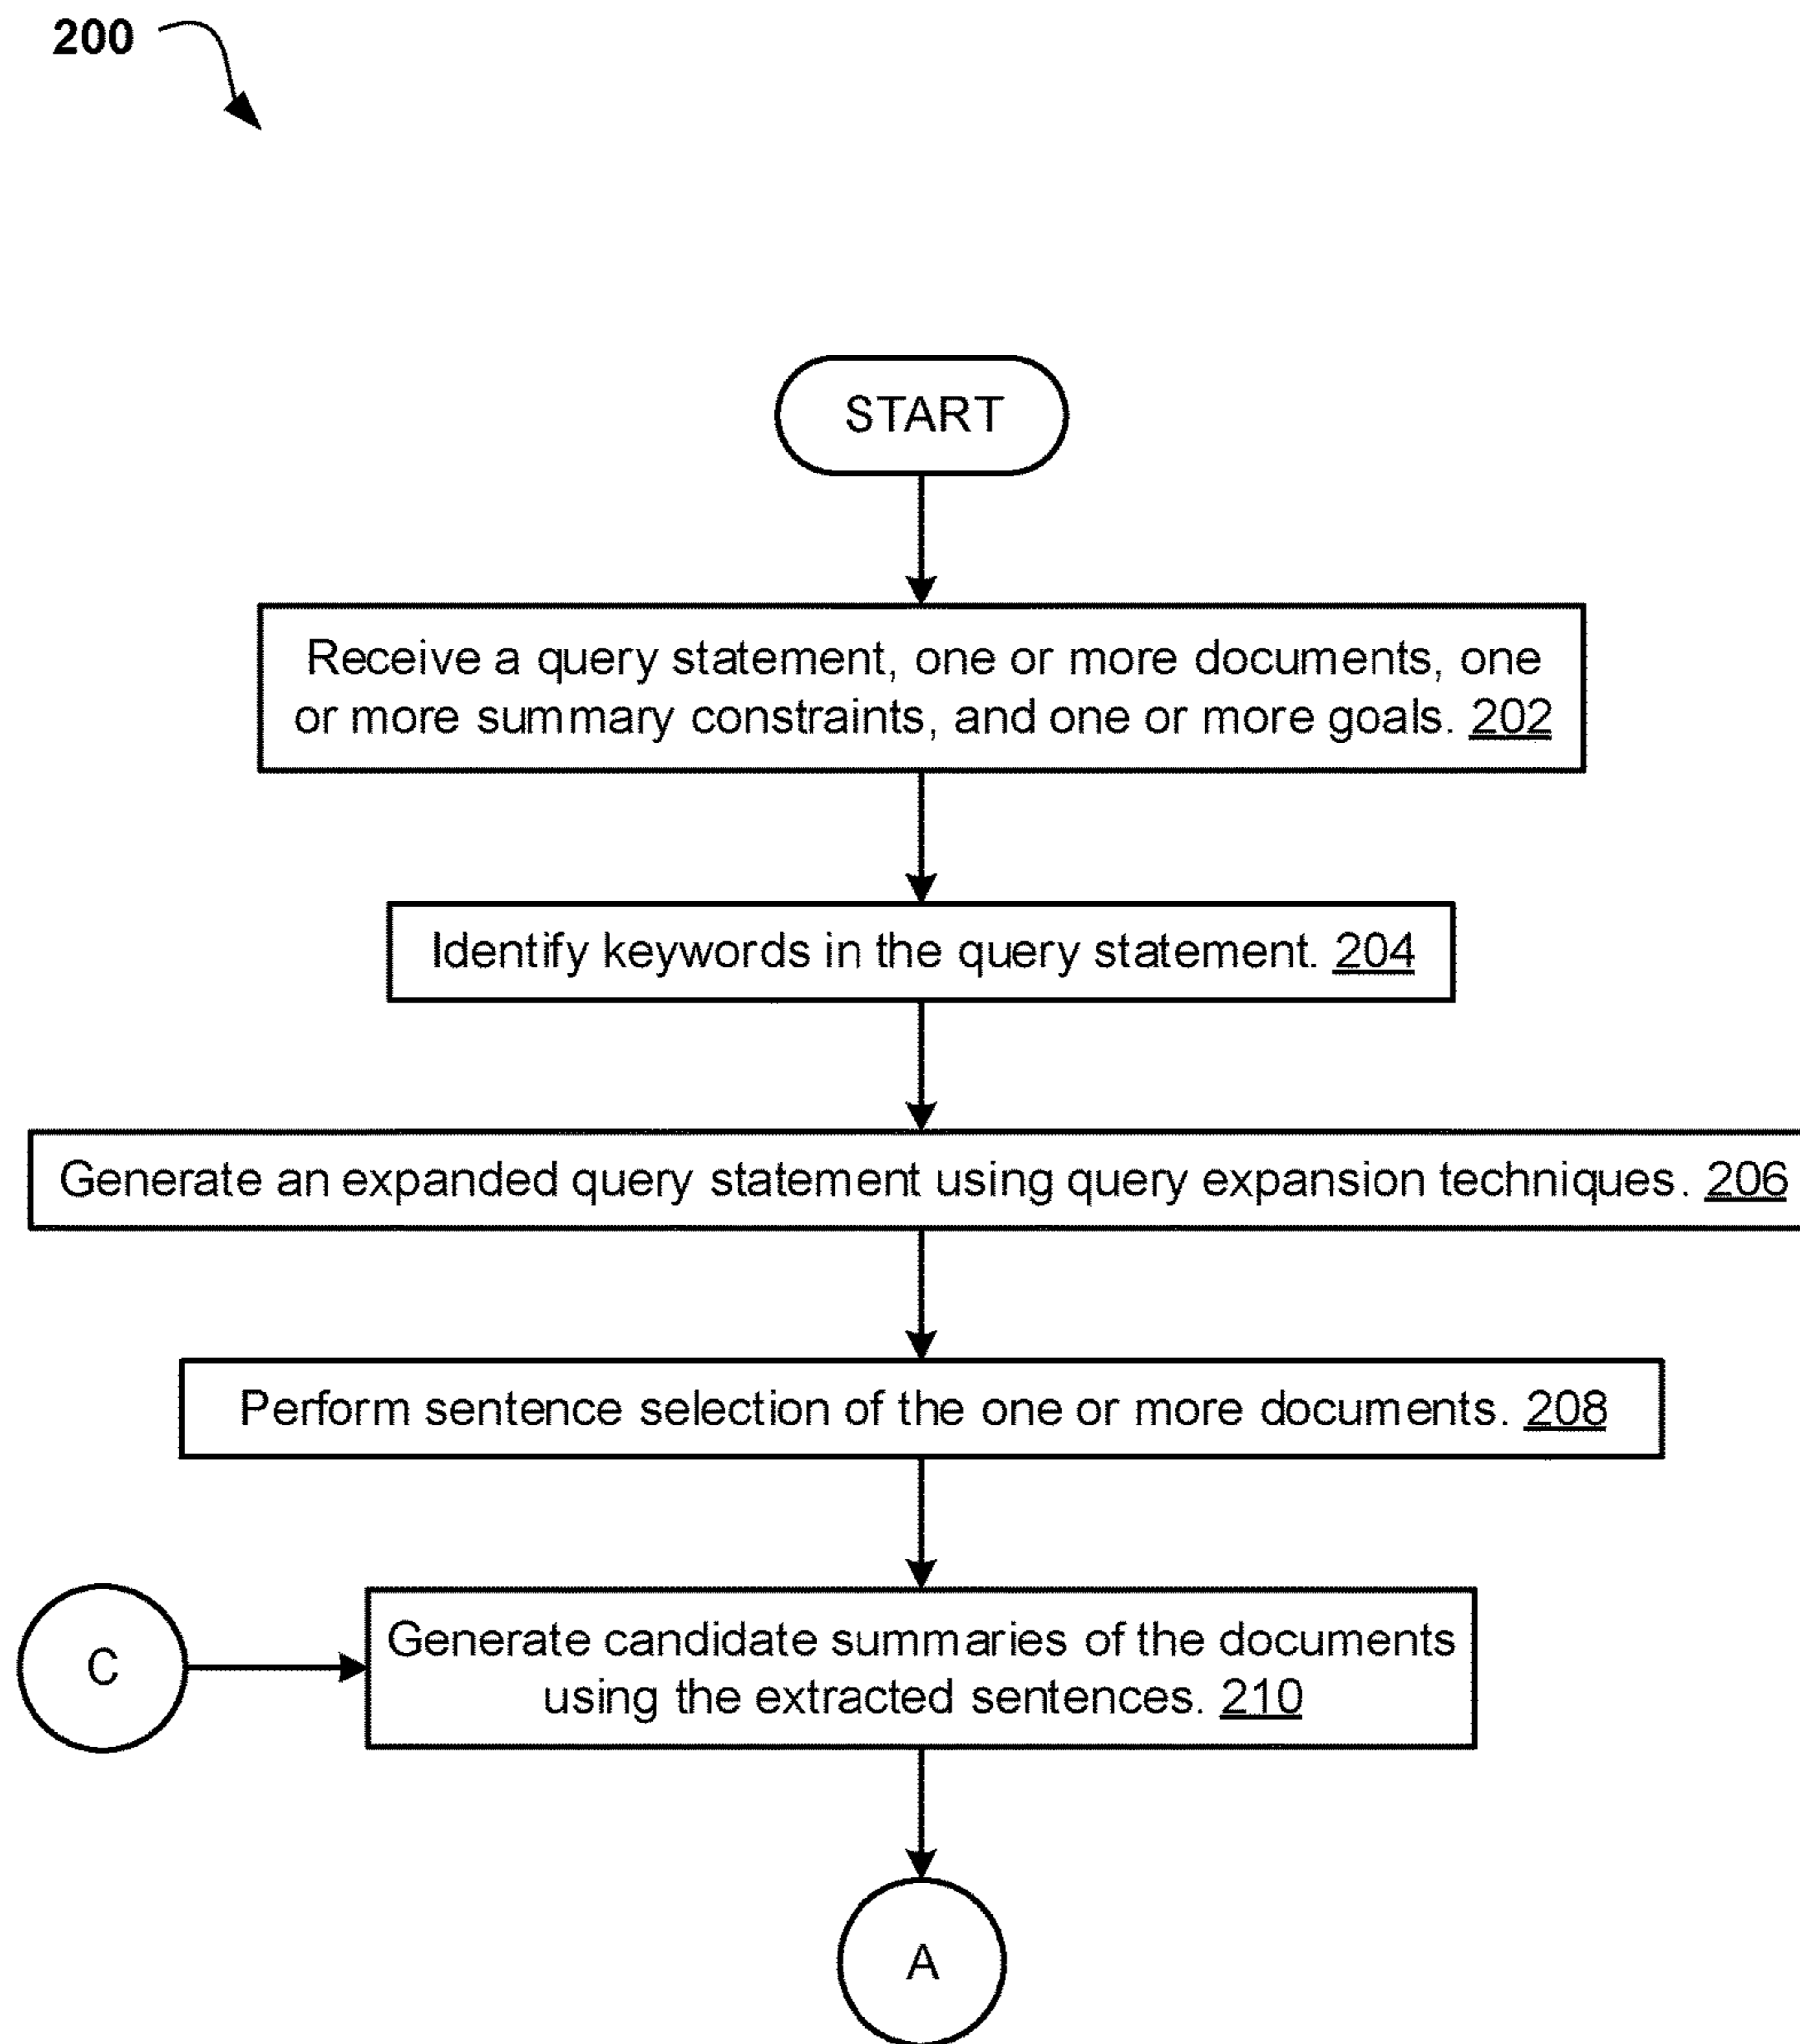 200
START
Receive a query statement, one or more documents, one
or more summary constraints, and one or more goals. 202
Identify keywords in the query statement. 204
Generate an expanded query statement using query expansion techniques. 206
Perform sentence selection of the one or more documents. 208
C
Generate candidate summaries of the documents
using the extracted sentences. 210
A